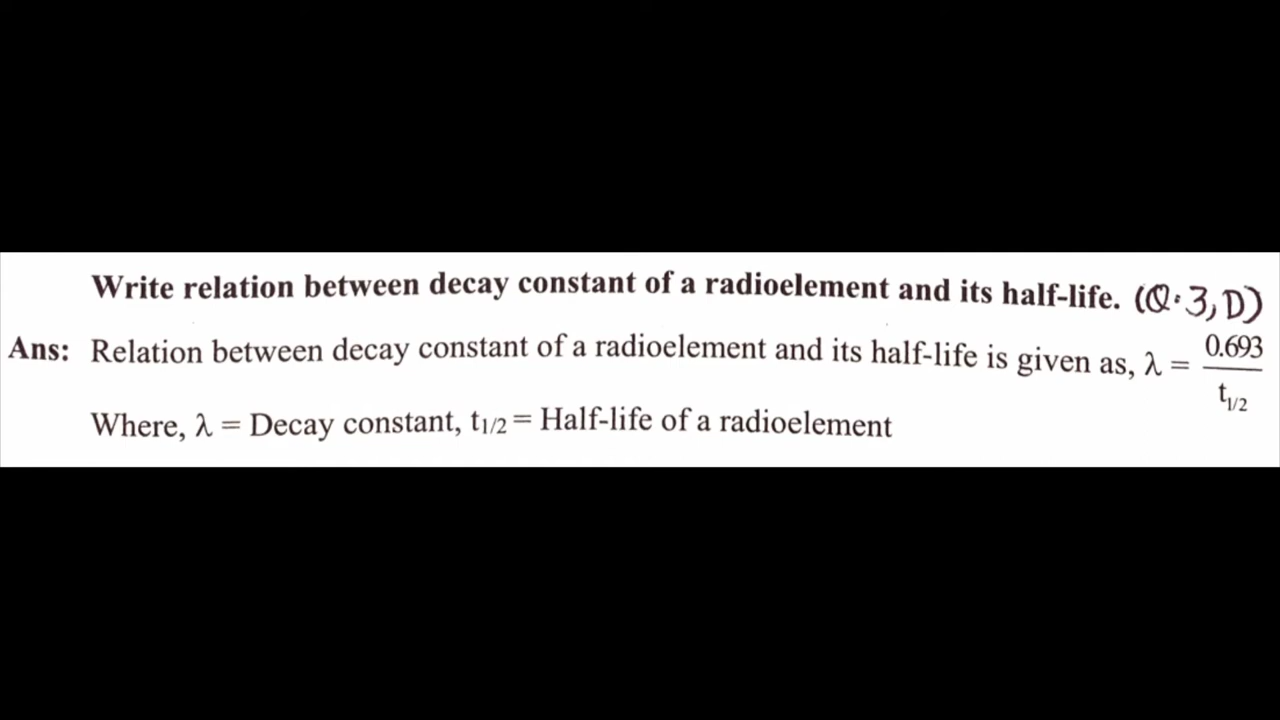 Write relation between decay constant of a radioelement and its half-life. (Q.3, D)
Ans: Relation between decay constant of a radioelement and its half-life is given as, λ = 0.693 / t1/2
Where, λ = Decay constant, t1/2 = Half-life of a radioelement